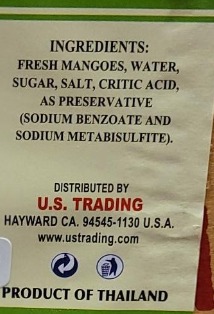 INGREDIENTS:
FRESH MANGOES, WATER,
SUGAR, SALT, CRITIC ACID,
AS PRESERVATIVE
(SODIUM BENZOATE AND
SODIUM METABISULFITE).
DISTRIBUTED BY
U.S. TRADING
HAYWARD CA. 94545-1130 U.S.A.
www.ustrading.com
PRODUCT OF THAILAND